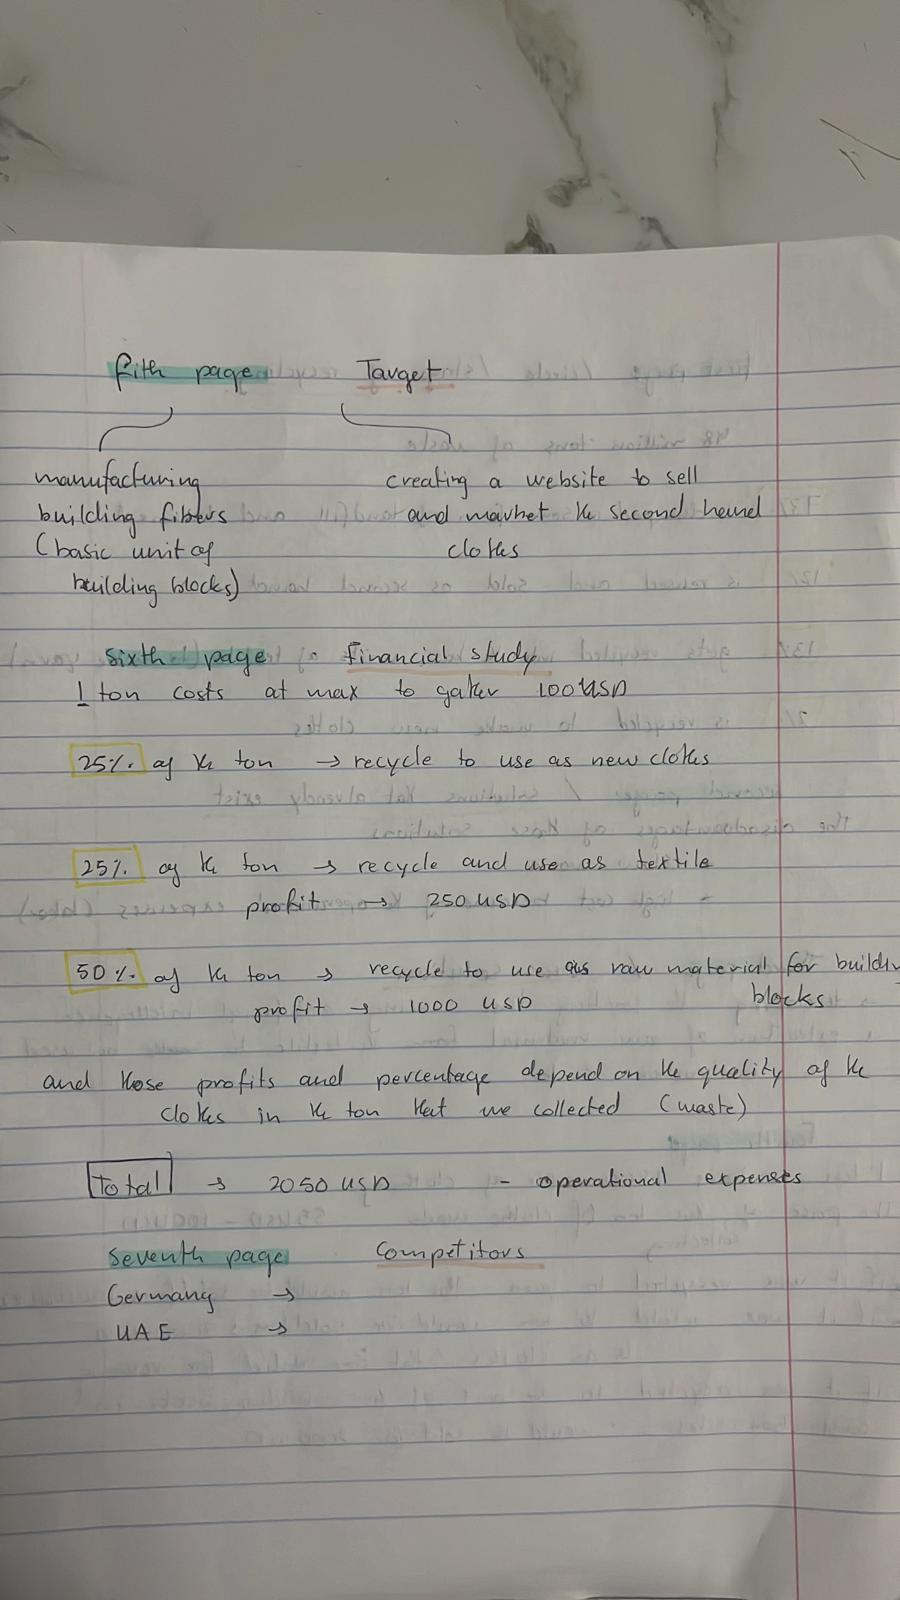 fith page Target
manufacturing creating a website to sell
building fibers and market the second hand
(basic unit of clothes
building blocks)
sixth page Financial study
1 ton costs at max to gather 100 USD
25% of the ton → recycle to use as new clothes
25% of the ton → recycle and use as textile
profit → 250 USD
50% of the ton → recycle to use as raw material for building
profit → 1000 USD blocks
and those profits and percentage depend on the quality of the
clothes in the ton that we collected (waste)
Total → 2050 USD - operational expenses
seventh page Competitors
Germany →
UAE →